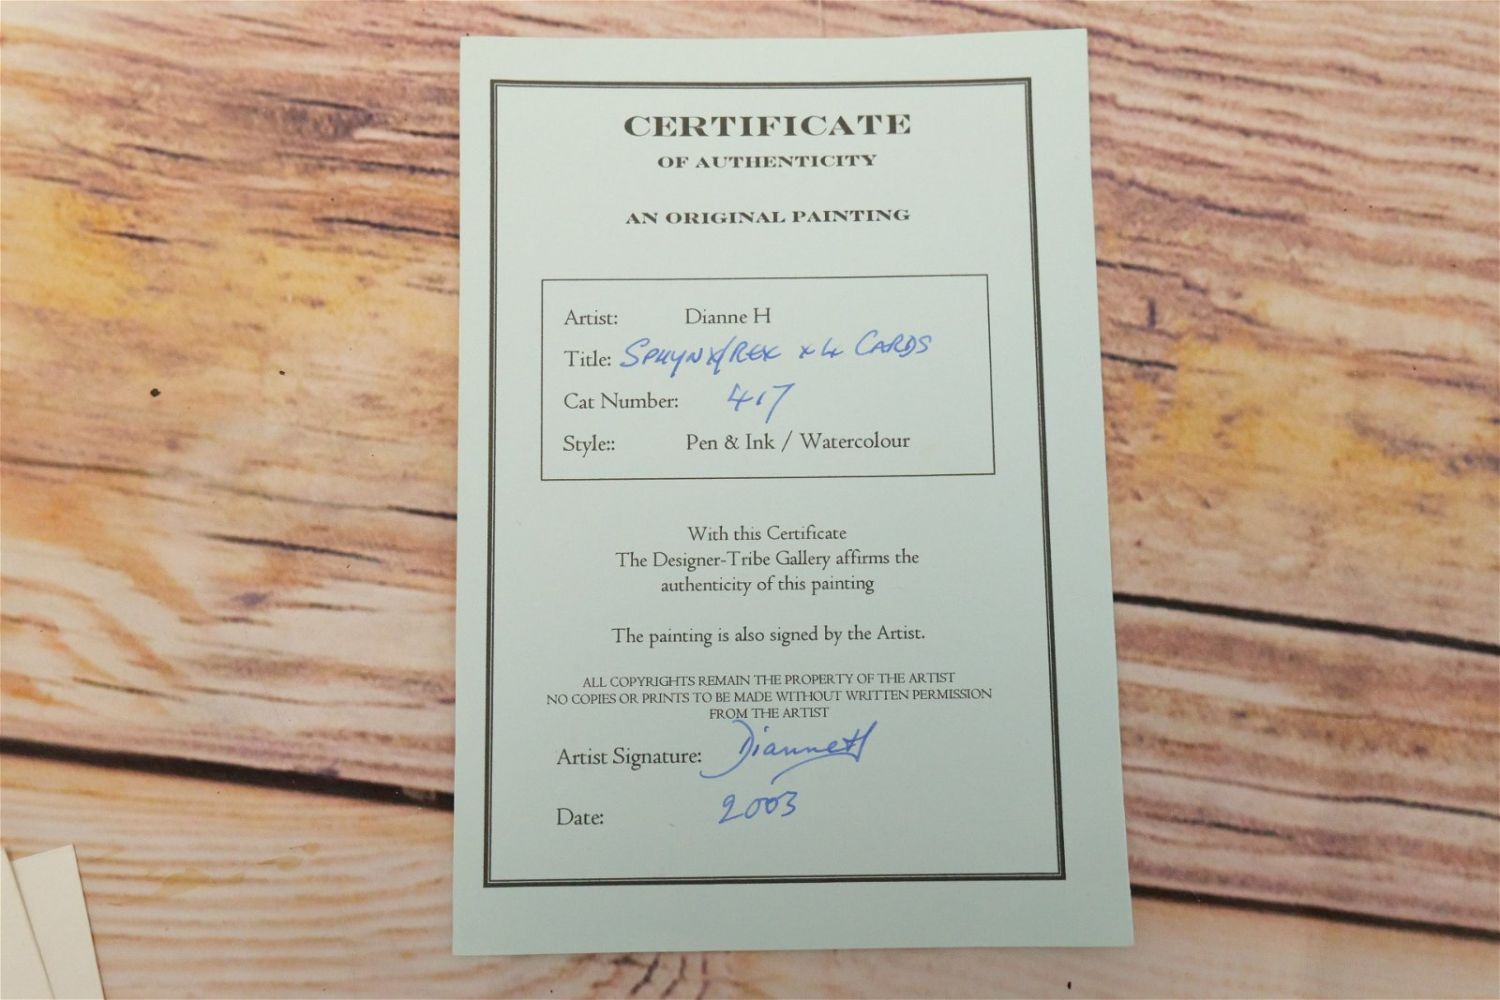 CERTIFICATE
OF AUTHENTICITY
AN ORIGINAL PAINTING
Artist: Dianne H
Title: SPHYNX/REX x 4 CARDS
Cat Number: 417
Style:: Pen & Ink / Watercolour
With this Certificate
The Designer-Tribe Gallery affirms the
authenticity of this painting
The painting is also signed by the Artist.
ALL COPYRIGHTS REMAIN THE PROPERTY OF THE ARTIST
NO COPIES OR PRINTS TO BE MADE WITHOUT WRITTEN PERMISSION
FROM THE ARTIST
Artist Signature: DianneH
Date: 2003